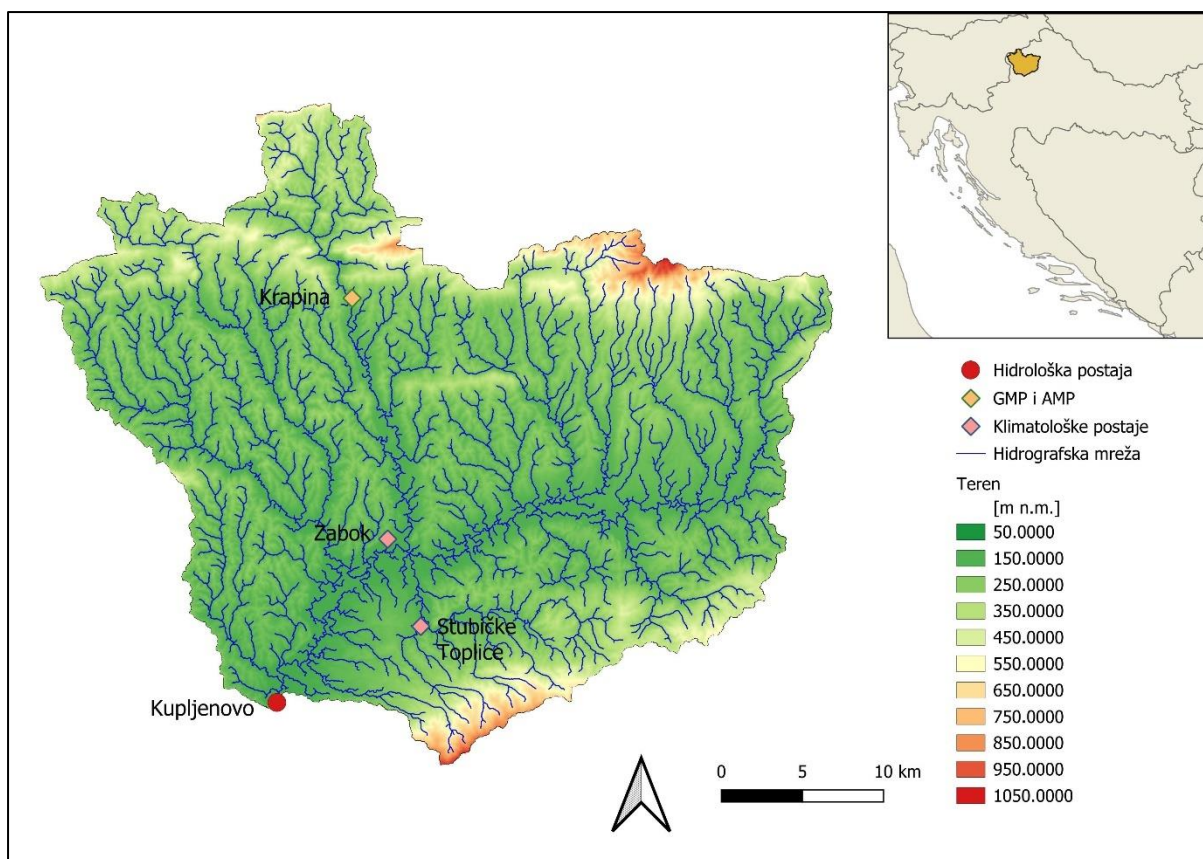 Krapina
Zabok
Stubičke
Toplice
Kupljenovo
Hidrološka postaja
GMP i AMP
Klimatološke postaje
Hidrografska mreža
Teren
[m n.m.]
50.0000
150.0000
250.0000
350.0000
450.0000
550.0000
650.0000
750.0000
850.0000
950.0000
1050.0000
0 5 10 km